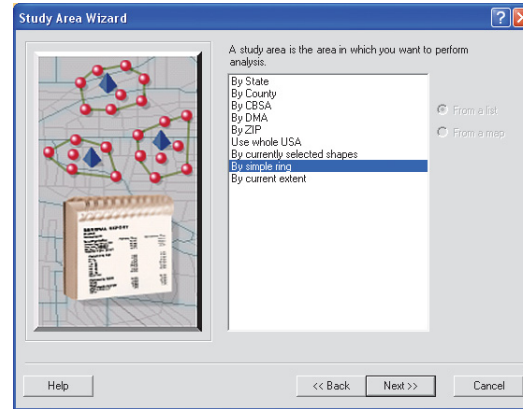 Study Area Wizard
A study area is the area in which you want to perform
analysis.
By State
By County
By CBSA
By DMA
By ZIP
Use whole USA
By currently selected shapes
By simple ring
By current extent
From a list
From a map
GENERAL REPORT
Help
<< Back
Next >>
Cancel